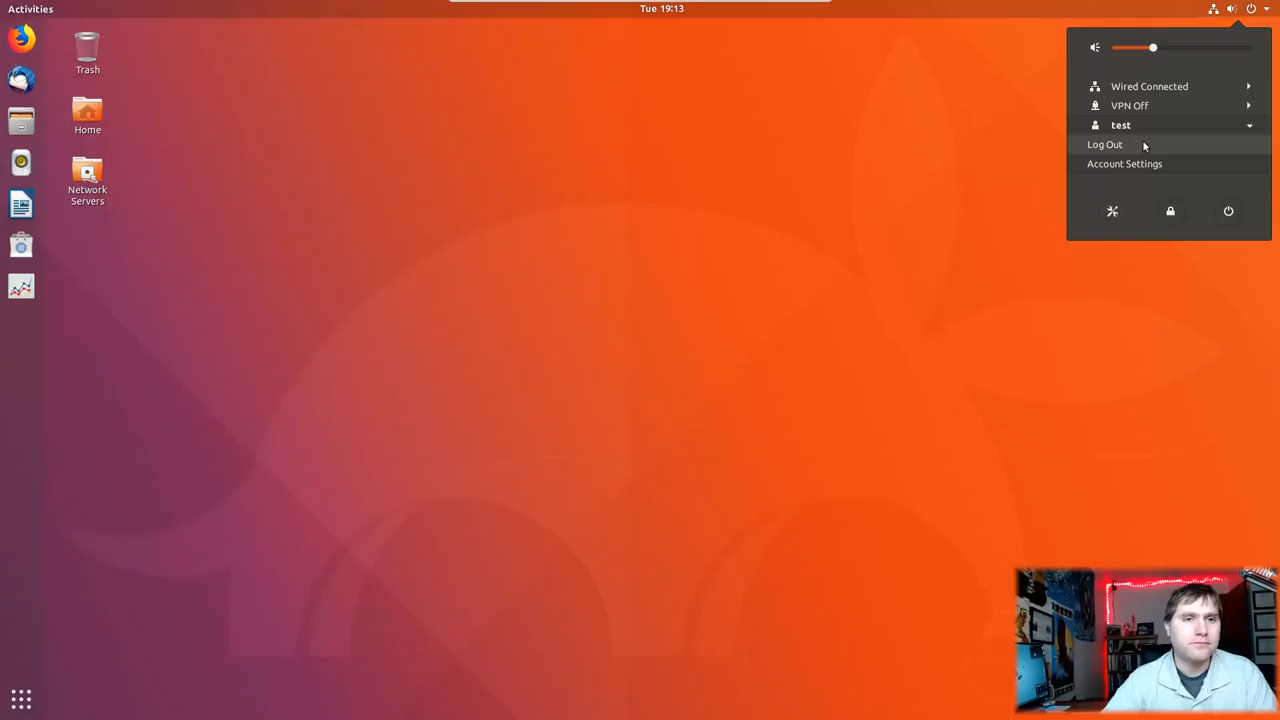 Activities
Tue 19:13
Trash
Home
Network
Servers
Wired Connected
VPN Off
test
Log Out
Account Settings